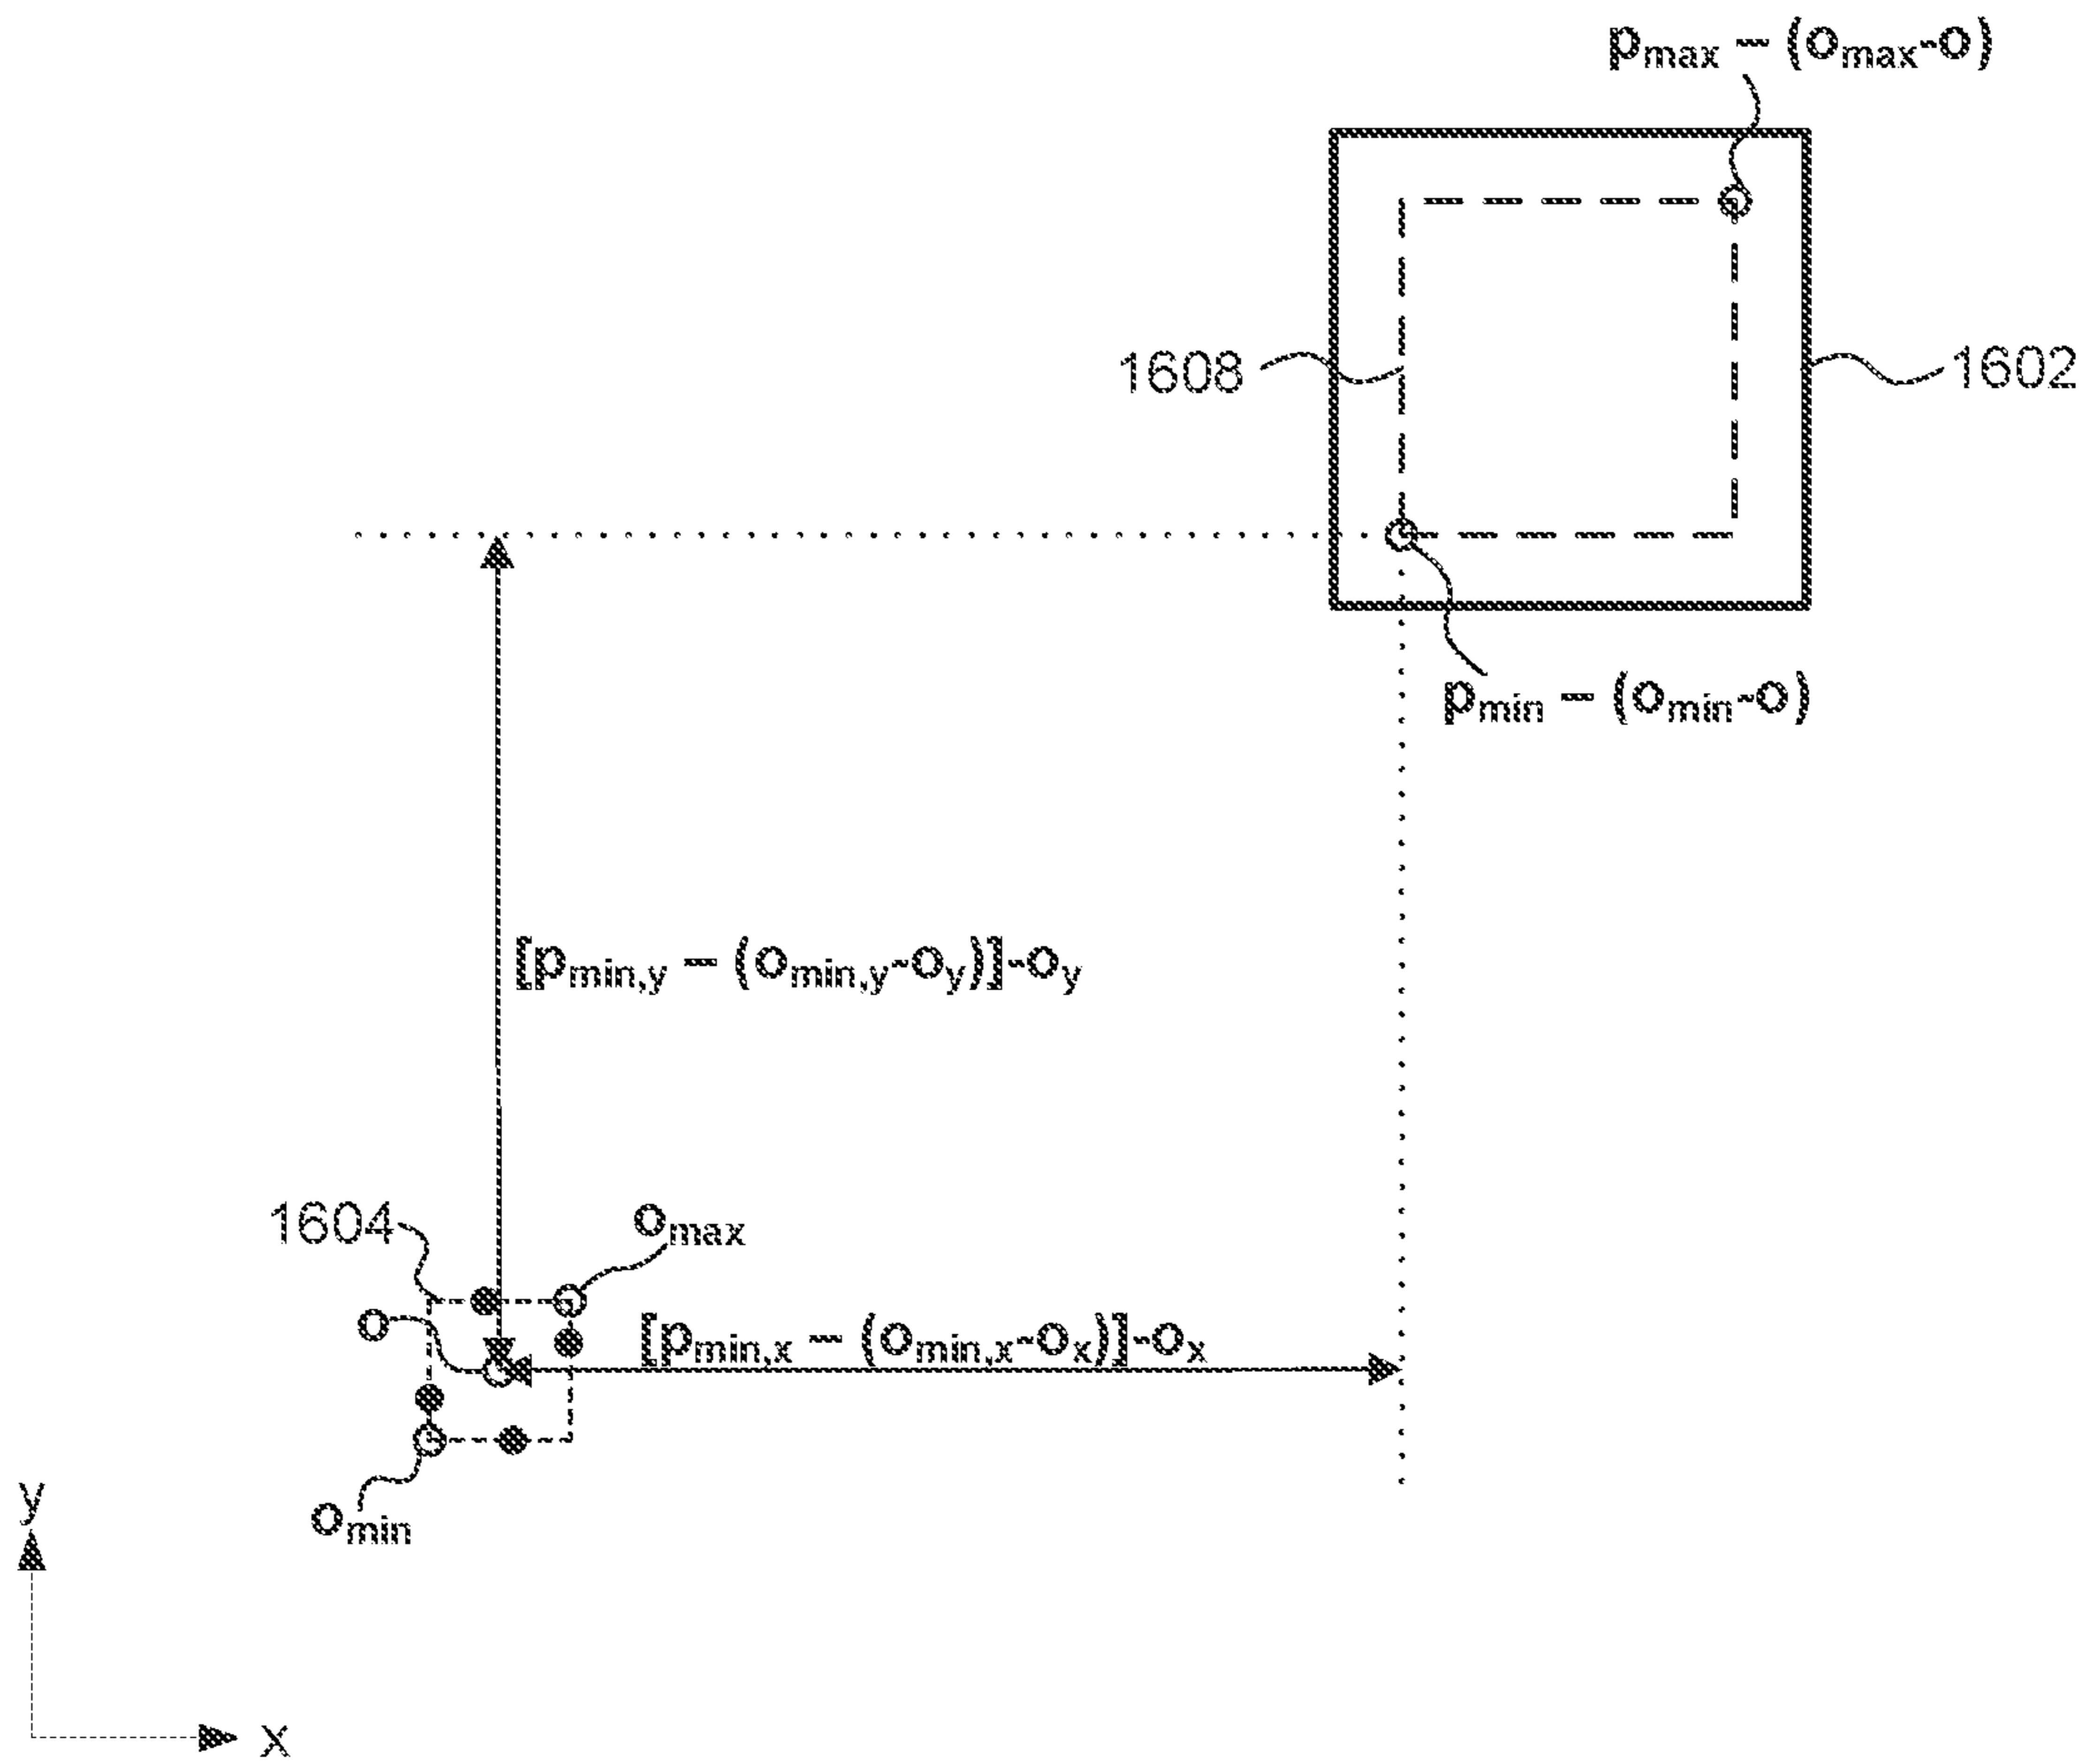 pmax – (omax-o)
1608
1602
pmin – (omin-o)
[pmin,y – (omin,y-oy)]-oy
1604
omax
o
[pmin,x – (omin,x-ox)]-ox
omin
y
x